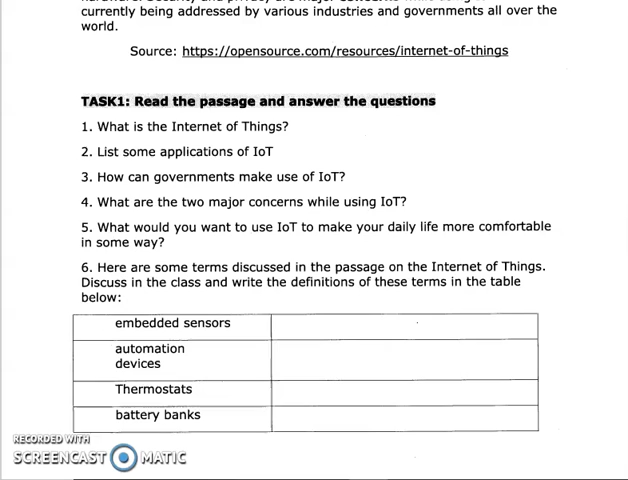 currently being addressed by various industries and governments all over the
world.
Source: https://opensource.com/resources/internet-of-things
TASK1: Read the passage and answer the questions
1. What is the Internet of Things?
2. List some applications of IoT
3. How can governments make use of IoT?
4. What are the two major concerns while using IoT?
5. What would you want to use IoT to make your daily life more comfortable
in some way?
6. Here are some terms discussed in the passage on the Internet of Things.
Discuss in the class and write the definitions of these terms in the table
below:
embedded sensors
automation
devices
Thermostats
battery banks
RECORDED WITH
SCREENCAST MATIC